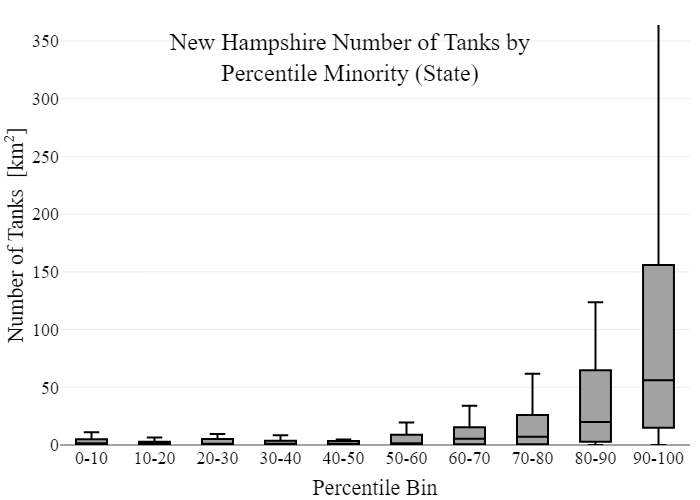 New Hampshire Number of Tanks by
Percentile Minority (State)
Number of Tanks [km²]
350
300
250
200
150
100
50
0
0-10 10-20 20-30 30-40 40-50 50-60 60-70 70-80 80-90 90-100
Percentile Bin